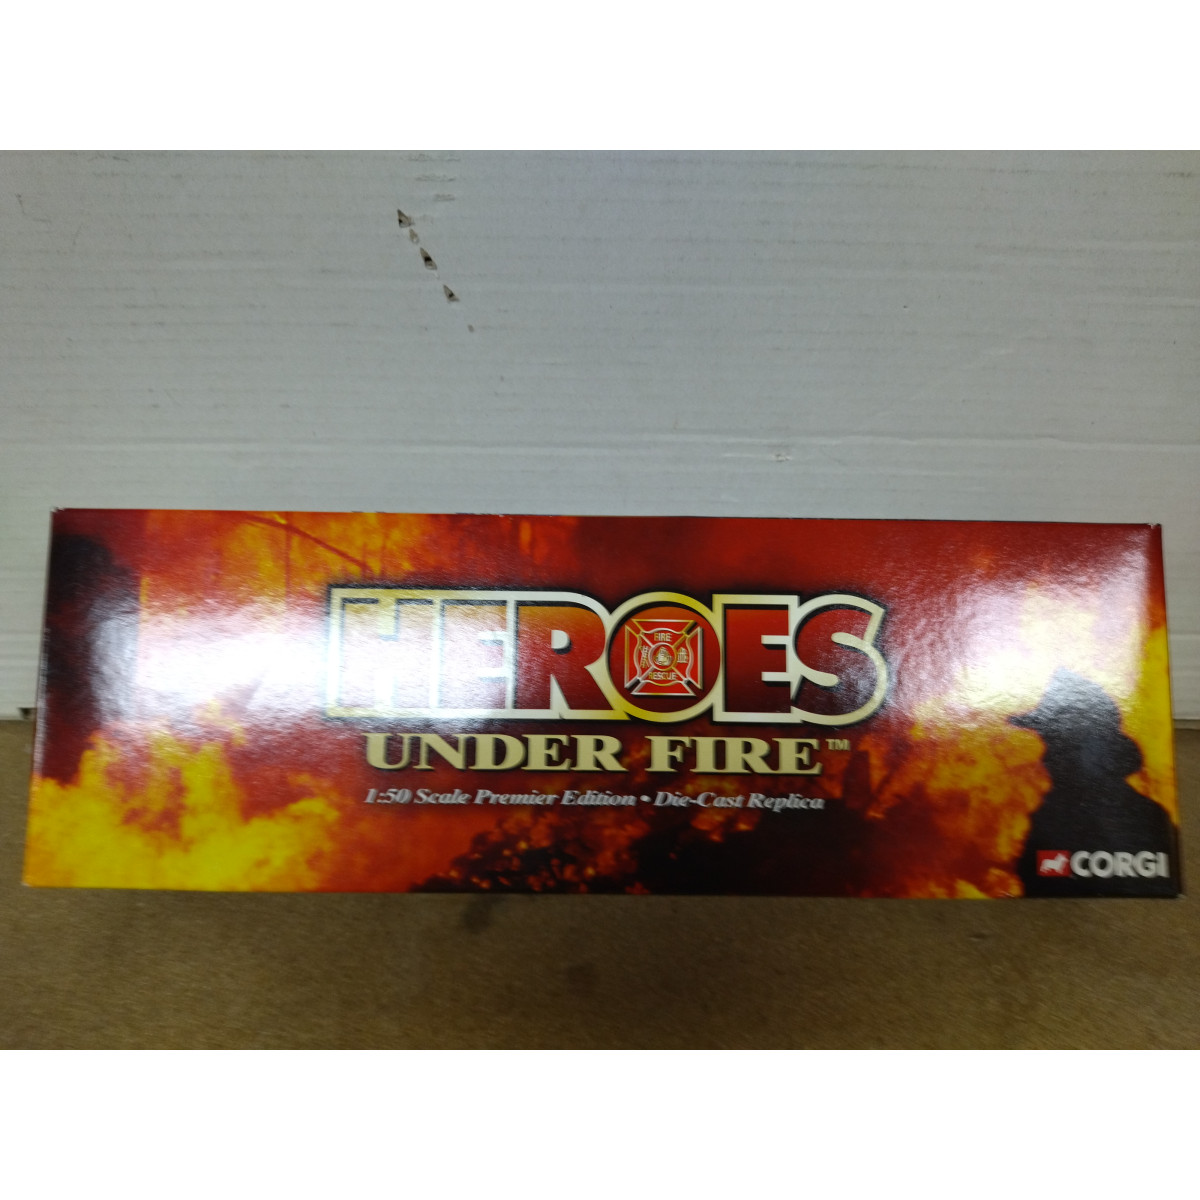 HEROES
FIRE
RESCUE
UNDER FIRE™
1:50 Scale Premier Edition • Die-Cast Replica
CORGI